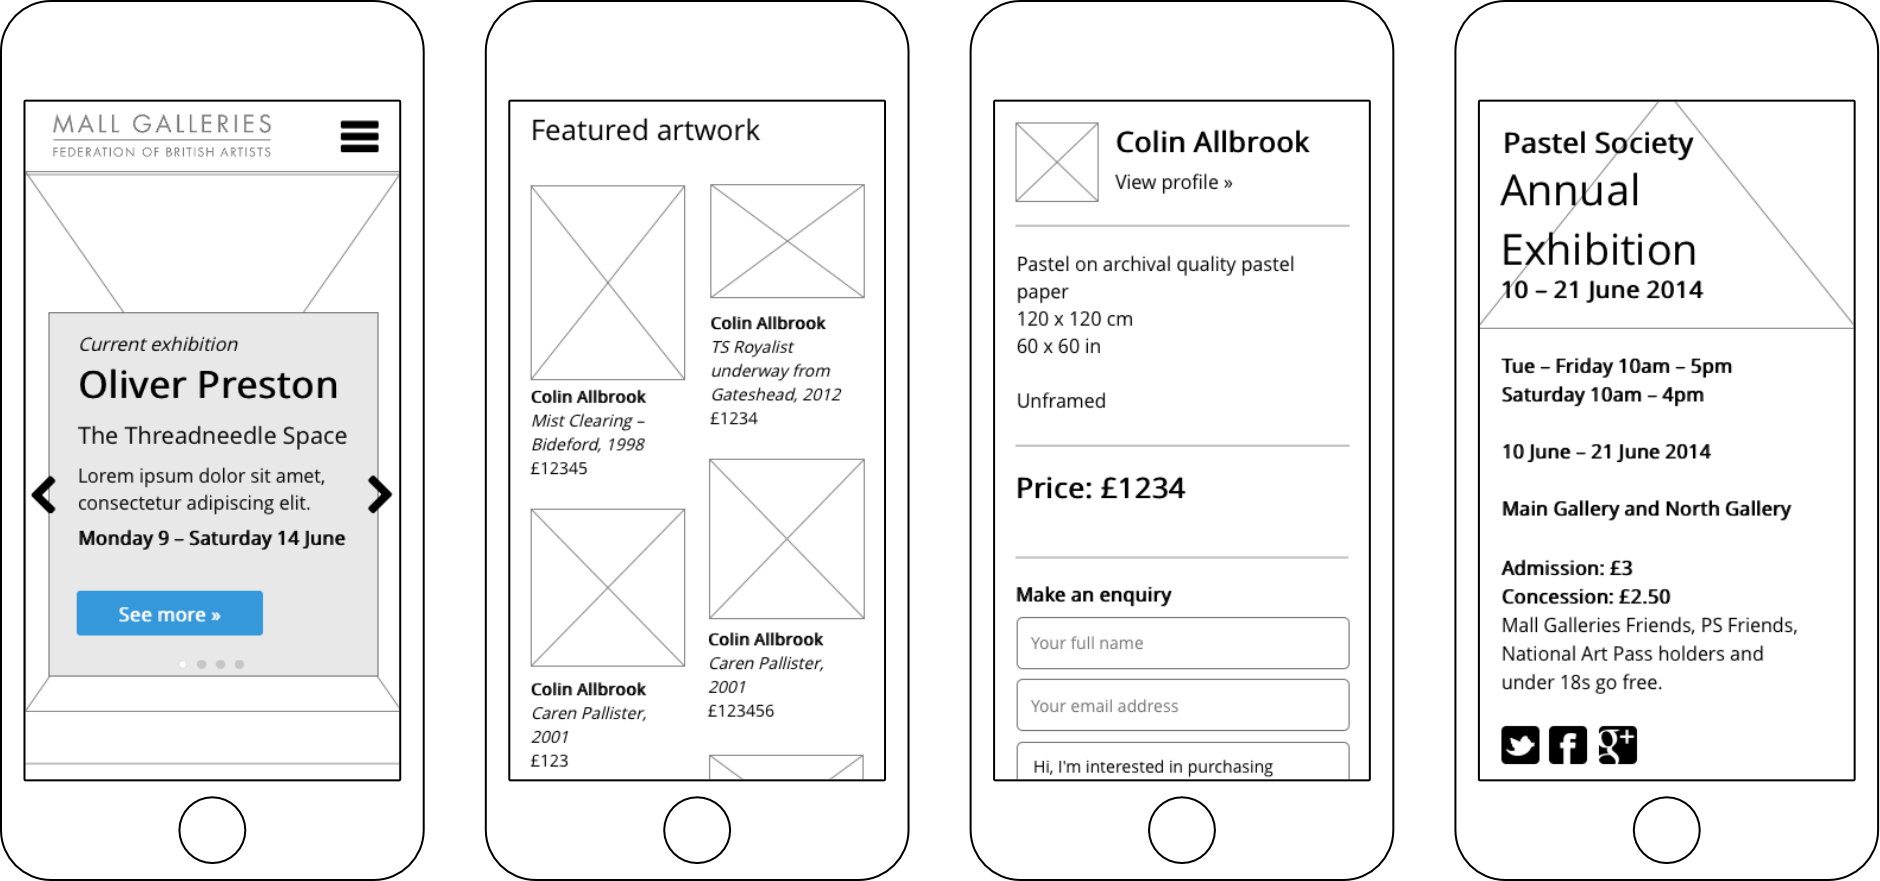 MALL GALLERIES
FEDERATION OF BRITISH ARTISTS
Current exhibition
Oliver Preston
The Threadneedle Space
Lorem ipsum dolor sit amet,
consectetur adipiscing elit.
Monday 9 – Saturday 14 June
See more »
Featured artwork
Colin Allbrook
Mist Clearing –
Bideford, 1998
£12345
Colin Allbrook
Caren Pallister,
2001
£123
Colin Allbrook
TS Royalist
underway from
Gateshead, 2012
£1234
Colin Allbrook
Caren Pallister,
2001
£123456
Colin Allbrook
View profile »
Pastel on archival quality pastel
paper
120 x 120 cm
60 x 60 in
Unframed
Price: £1234
Make an enquiry
Your full name
Your email address
Hi, I'm interested in purchasing
Pastel Society
Annual
Exhibition
10 – 21 June 2014
Tue – Friday 10am – 5pm
Saturday 10am – 4pm
10 June – 21 June 2014
Main Gallery and North Gallery
Admission: £3
Concession: £2.50
Mall Galleries Friends, PS Friends,
National Art Pass holders and
under 18s go free.